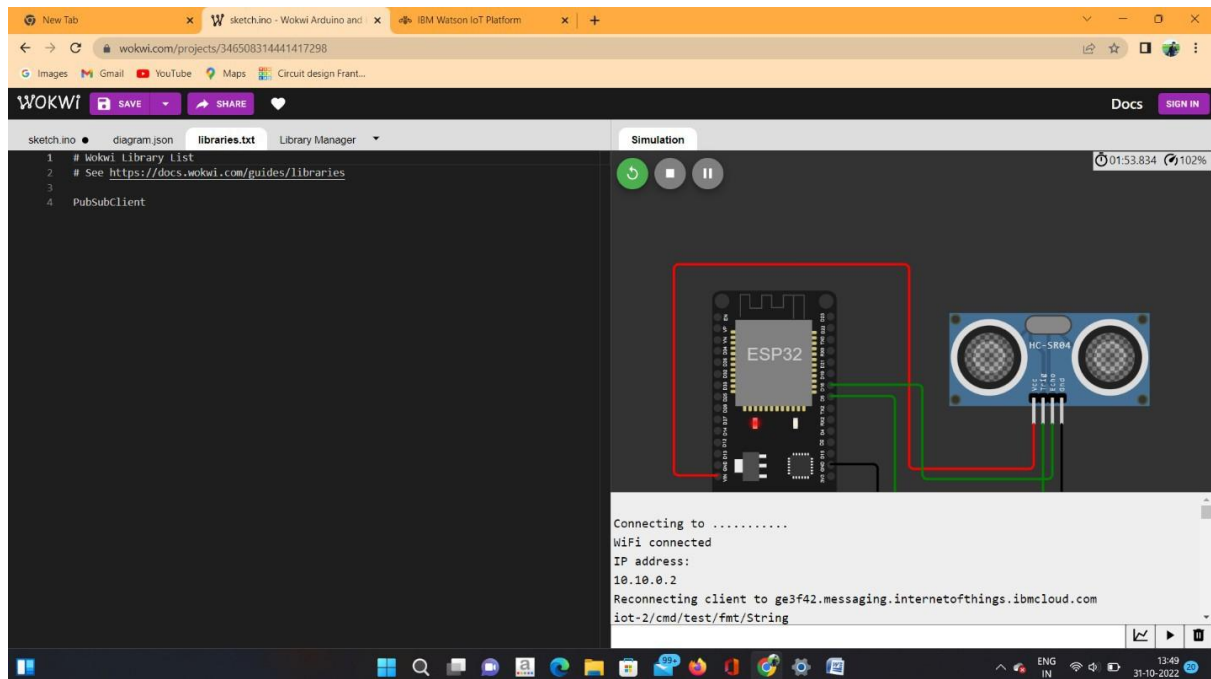 New Tab
sketch.ino - Wokwi Arduino and
IBM Watson IoT Platform
wokwi.com/projects/346508314441417298
Images
Gmail
YouTube
Maps
Circuit design Frant...
WOKWi
SAVE
SHARE
Docs
SIGN IN
sketch.ino
diagram.json
libraries.txt
Library Manager
Simulation
1 # Wokwi Library List
2 # See https://docs.wokwi.com/guides/libraries
3
4 PubSubClient
01:53.834
102%
ESP32
HC-SR04
Vcc
Trig
Echo
Gnd
Connecting to ...........
WiFi connected
IP address:
10.10.0.2
Reconnecting client to ge3f42.messaging.internetofthings.ibmcloud.com
iot-2/cmd/test/fmt/String
99+
ENG
IN
13:49
31-10-2022
20